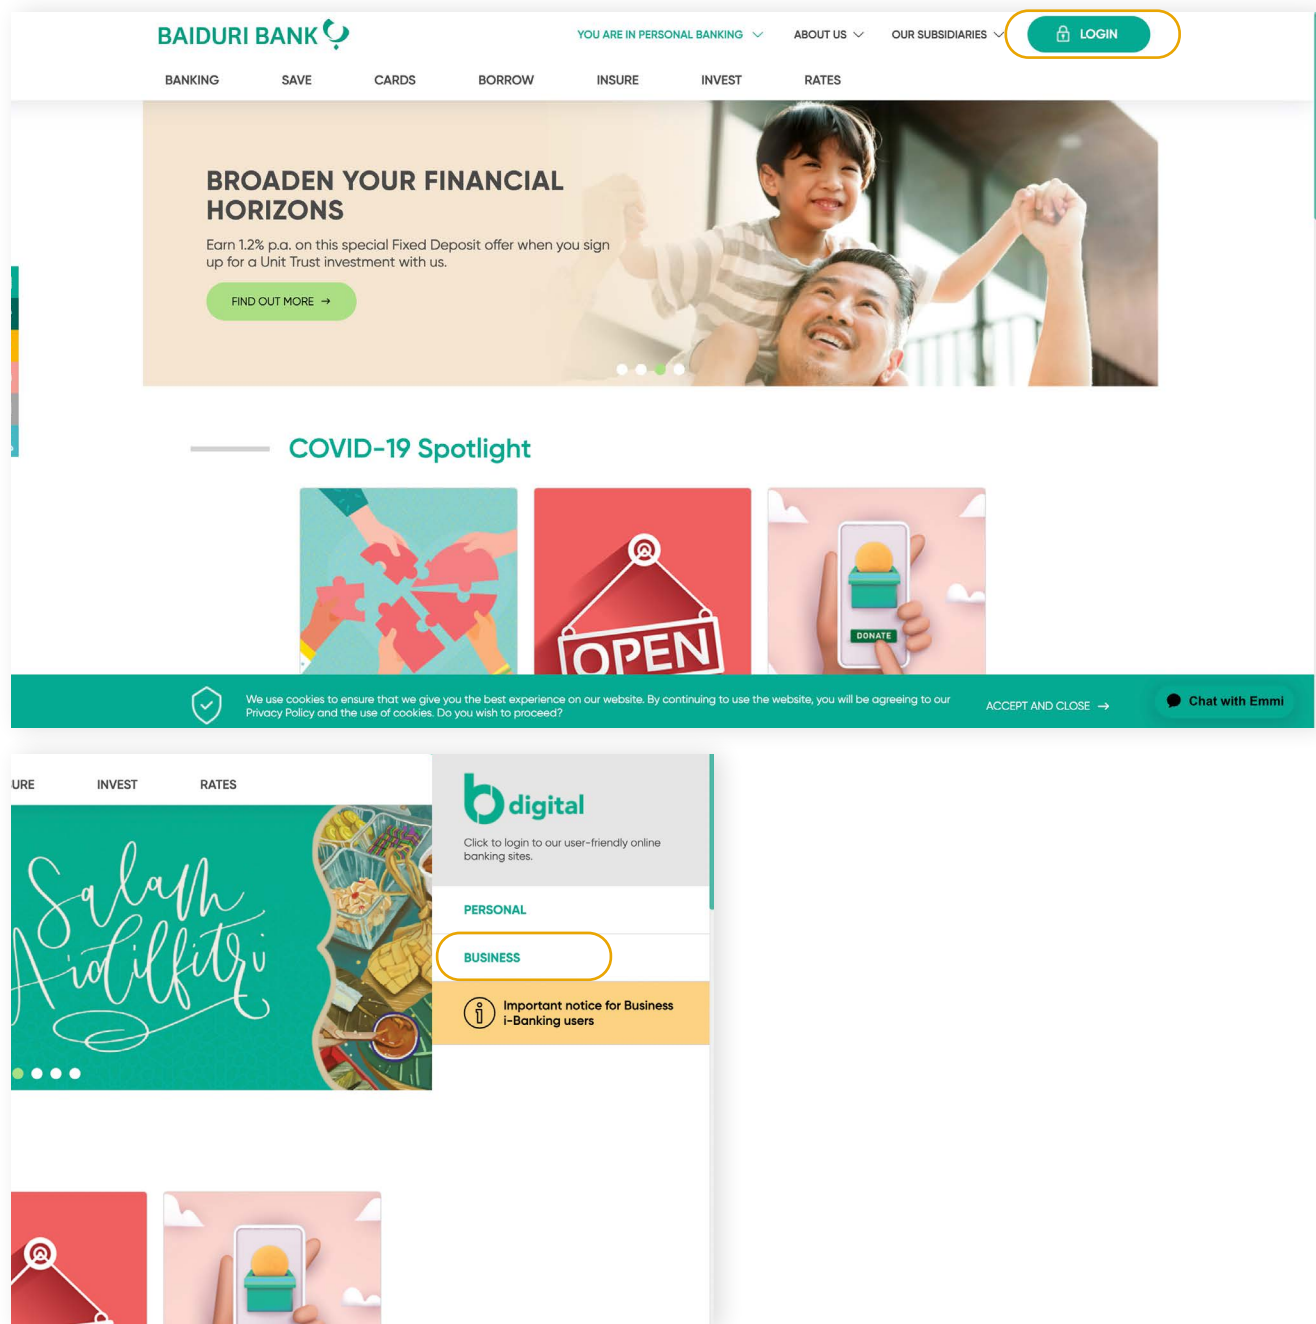 BAIDURI BANK
YOU ARE IN PERSONAL BANKING
ABOUT US
OUR SUBSIDIARIES
LOGIN
BANKING
SAVE
CARDS
BORROW
INSURE
INVEST
RATES
BROADEN YOUR FINANCIAL
HORIZONS
Earn 1.2% p.a. on this special Fixed Deposit offer when you sign
up for a Unit Trust investment with us.
FIND OUT MORE →
COVID-19 Spotlight
OPEN
DONATE
We use cookies to ensure that we give you the best experience on our website. By continuing to use the website, you will be agreeing to our
Privacy Policy and the use of cookies. Do you wish to proceed?
ACCEPT AND CLOSE →
Chat with Emmi
URE
INVEST
RATES
b digital
Click to login to our user-friendly online
banking sites.
Salam
Aidilfitri
PERSONAL
BUSINESS
Important notice for Business
i-Banking users